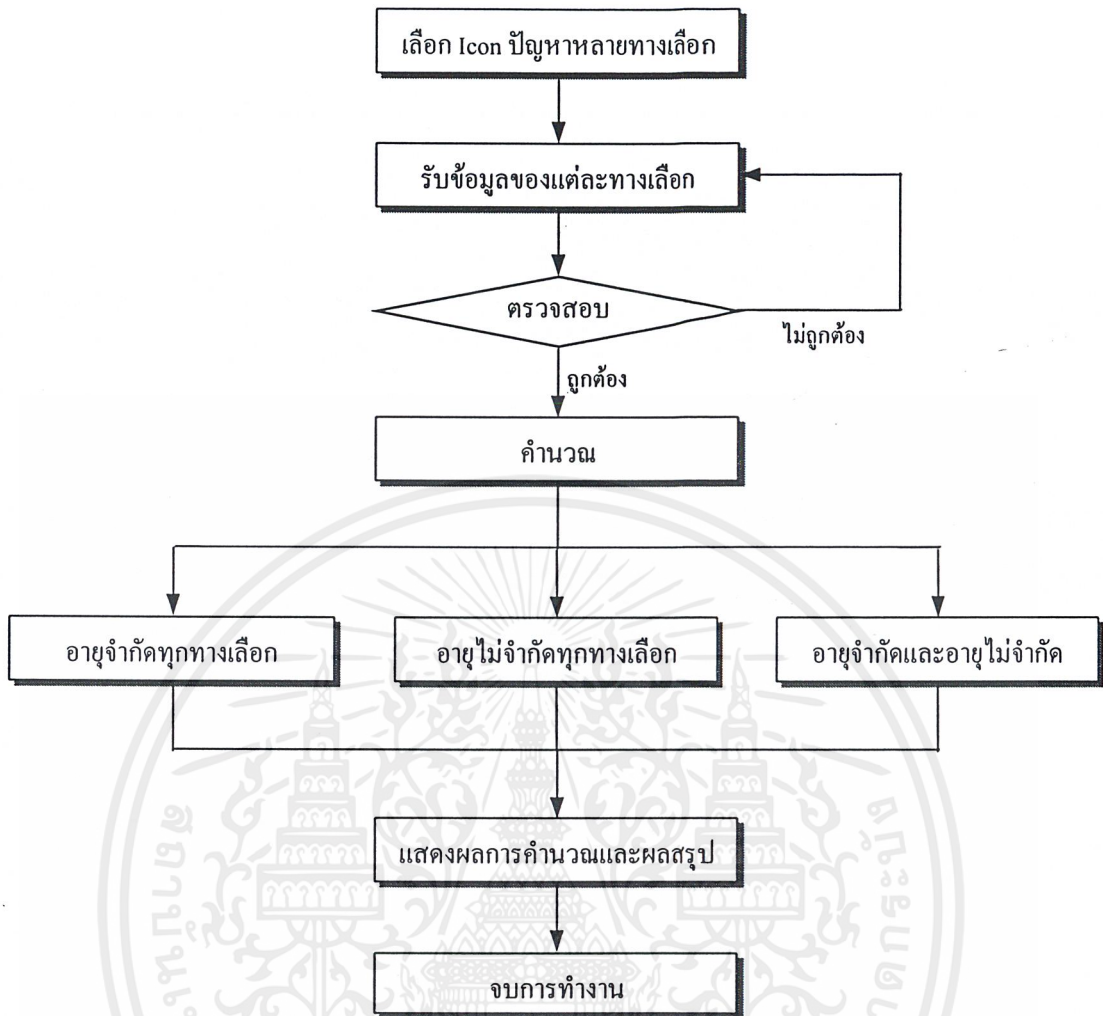 เลือก Icon ปัญหาหลายทางเลือก
รับข้อมูลของแต่ละทางเลือก
ตรวจสอบ
ไม่ถูกต้อง
ถูกต้อง
คำนวณ
อายุจำกัดทุกทางเลือก
อายุไม่จำกัดทุกทางเลือก
อายุจำกัดและอายุไม่จำกัด
แสดงผลการคำนวณและผลสรุป
จบการทำงาน